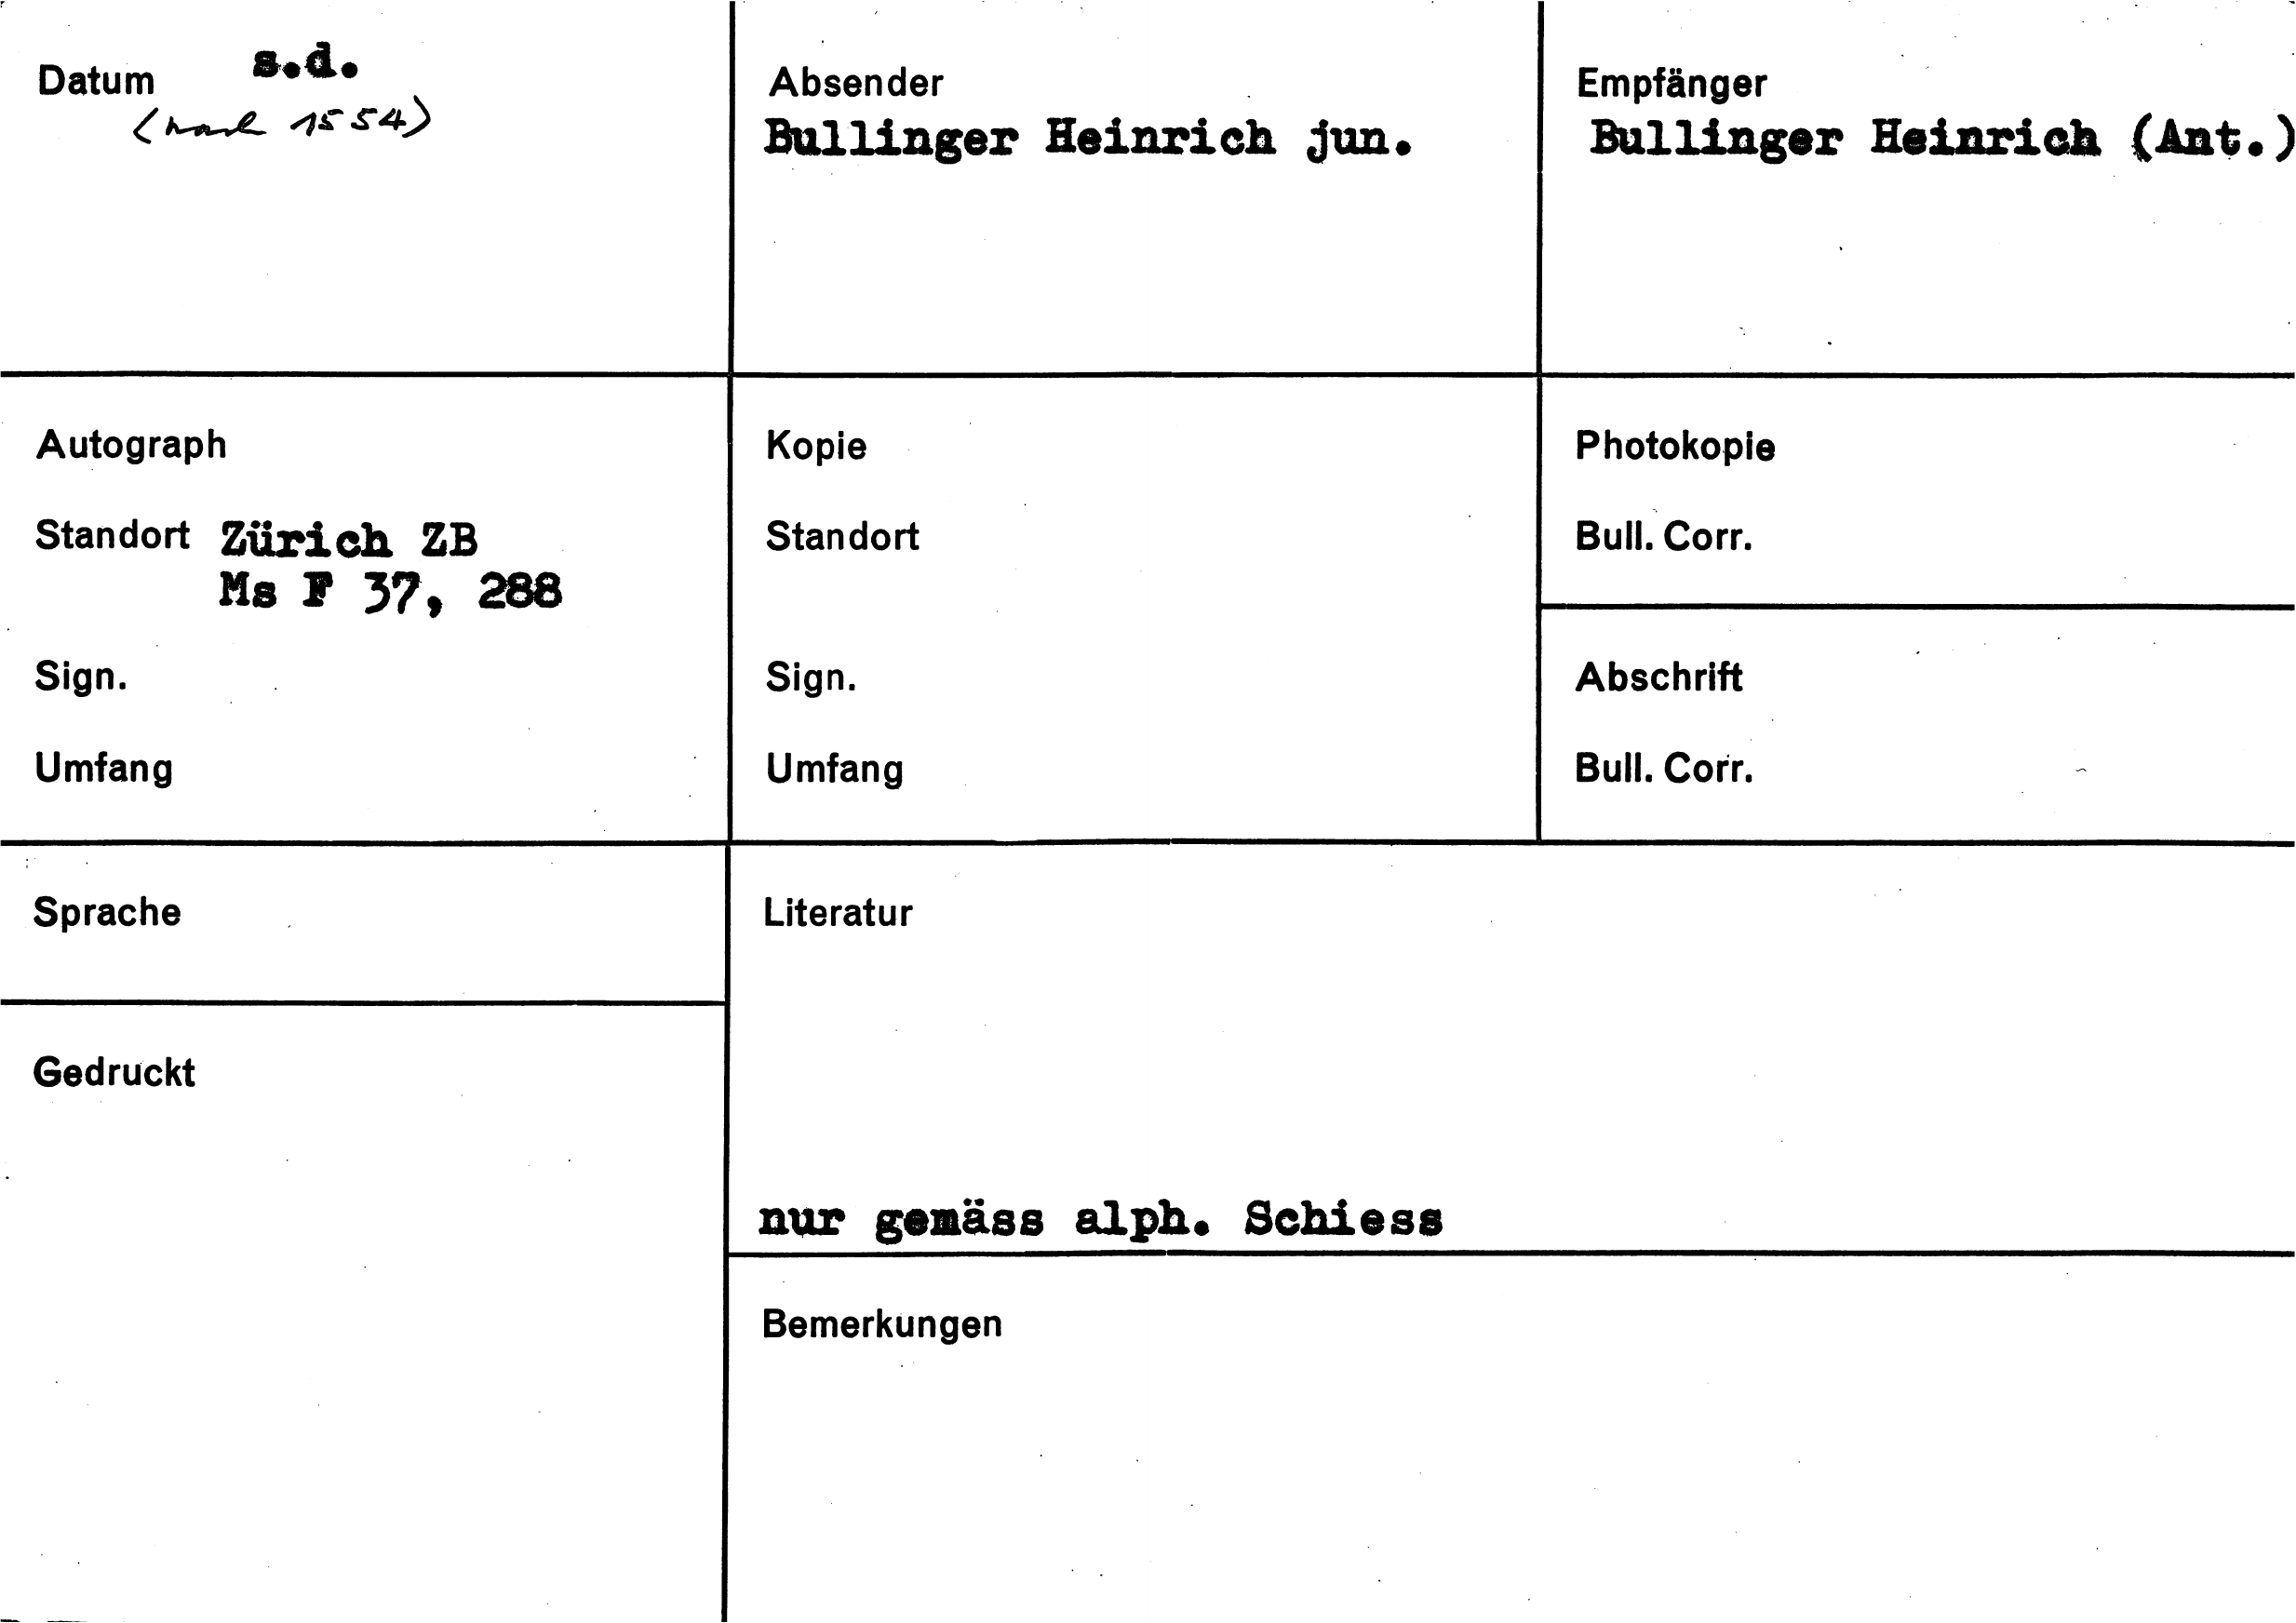 Datum s.d.
(nach 1554)
Absender
Bullinger Heinrich jun.
Empfänger
Bullinger Heinrich (Ant.)
Autograph
Standort Zürich ZB
Ms F 37, 288
Sign.
Umfang
Kopie
Standort
Sign.
Umfang
Photokopie
Bull. Corr.
Abschrift
Bull. Corr.
Sprache
Gedruckt
Literatur
nur gemäss alph. Schiess
Bemerkungen